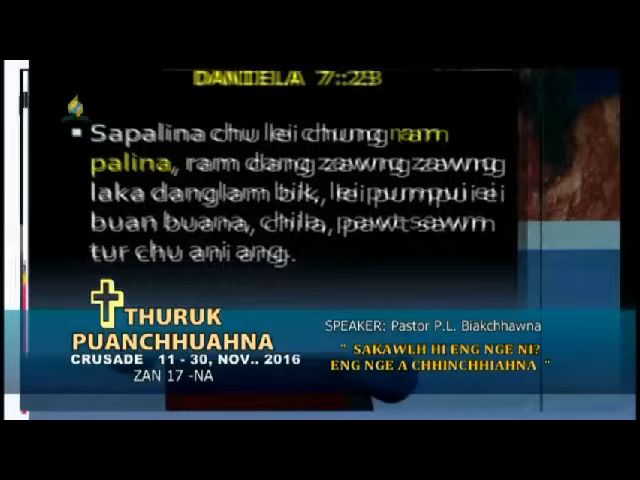 DANIELA 7:23
Sapalina chu lei chung ram
palina, ram dang zawng zawng
laka danglam bik, lei pumpui ei
buan buana, chila, pawt sawm
tur chu ani ang.
THURUK
PUANCHHUAHNA
CRUSADE 11 - 30, NOV.. 2016
ZAN 17 -NA
SPEAKER: Pastor P.L. Biakchhawna
" SAKAWLH HI ENG NGE NI?
ENG NGE A CHHINCHHIAHNA "